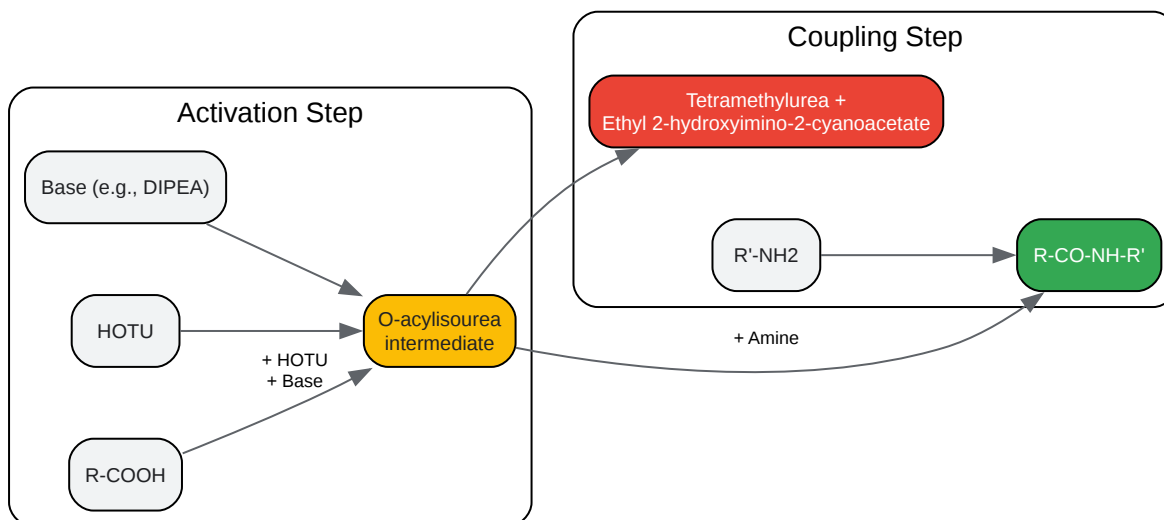 Coupling Step
Tetramethylurea +
Ethyl 2-hydroxyimino-2-cyanoacetate
Activation Step
Base (e.g., DIPEA)
R'-NH2
R-CO-NH-R'
HOTU
O-acylisourea
intermediate
+ HOTU
+ Base
+ Amine
R-COOH